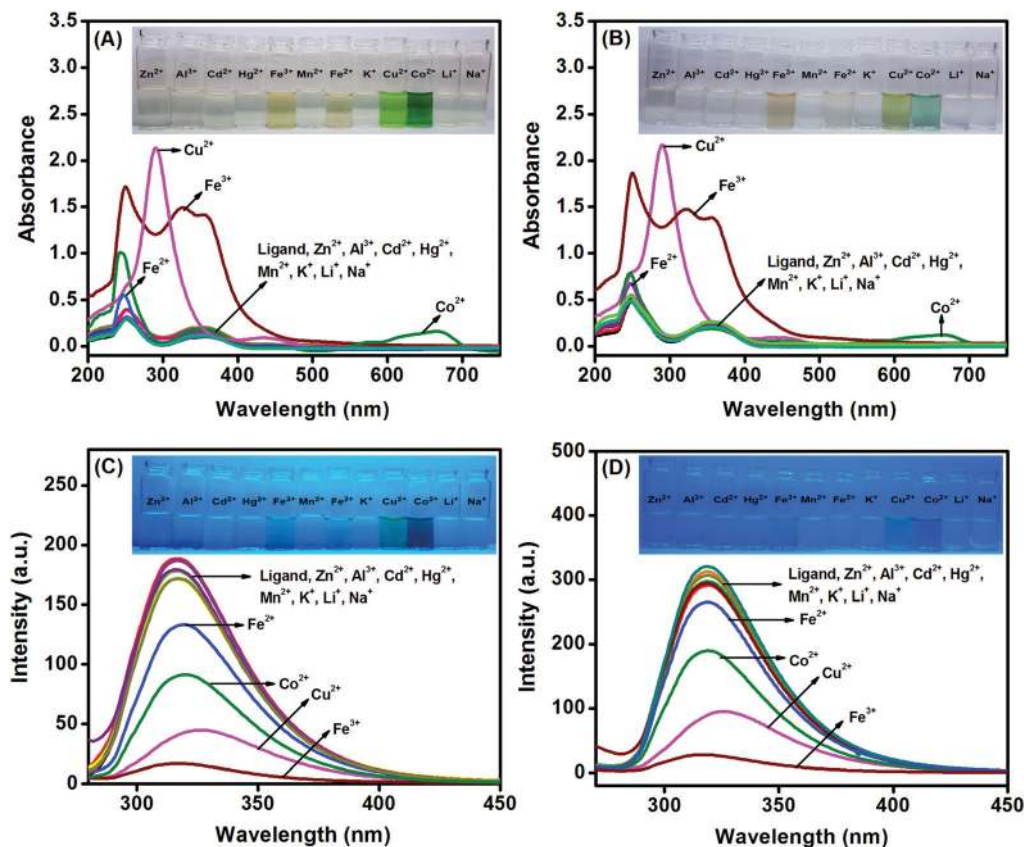 (A)
Zn²⁺ Al³⁺ Cd²⁺ Hg²⁺ Fe³⁺ Mn²⁺ Fe²⁺ K⁺ Cu²⁺ Co²⁺ Li⁺ Na⁺
Cu²⁺
Fe³⁺
Ligand, Zn²⁺, Al³⁺, Cd²⁺, Hg²⁺,
Mn²⁺, K⁺, Li⁺, Na⁺
Fe²⁺
Co²⁺
3.5
3.0
2.5
2.0
1.5
1.0
0.5
0.0
Absorbance
200 300 400 500 600 700
Wavelength (nm)
(B)
Zn²⁺ Al³⁺ Cd²⁺ Hg²⁺ Fe³⁺ Mn²⁺ Fe²⁺ K⁺ Cu²⁺ Co²⁺ Li⁺ Na⁺
Cu²⁺
Fe³⁺
Ligand, Zn²⁺, Al³⁺, Cd²⁺, Hg²⁺,
Mn²⁺, K⁺, Li⁺, Na⁺
Fe²⁺
Co²⁺
3.5
3.0
2.5
2.0
1.5
1.0
0.5
0.0
Absorbance
200 300 400 500 600 700
Wavelength (nm)
(C)
Zn²⁺ Al³⁺ Cd²⁺ Hg²⁺ Fe³⁺ Mn²⁺ Fe²⁺ K⁺ Cu²⁺ Co²⁺ Li⁺ Na⁺
Ligand, Zn²⁺, Al³⁺, Cd²⁺, Hg²⁺,
Mn²⁺, K⁺, Li⁺, Na⁺
Fe²⁺
Co²⁺
Cu²⁺
Fe³⁺
250
200
150
100
50
0
Intensity (a.u.)
300 350 400 450
Wavelength (nm)
(D)
Zn²⁺ Al³⁺ Cd²⁺ Hg²⁺ Fe³⁺ Mn²⁺ Fe²⁺ K⁺ Cu²⁺ Co²⁺ Li⁺ Na⁺
Ligand, Zn²⁺, Al³⁺, Cd²⁺, Hg²⁺,
Mn²⁺, K⁺, Li⁺, Na⁺
Fe²⁺
Co²⁺
Cu²⁺
Fe³⁺
500
400
300
200
100
0
Intensity (a.u.)
300 350 400 450
Wavelength (nm)